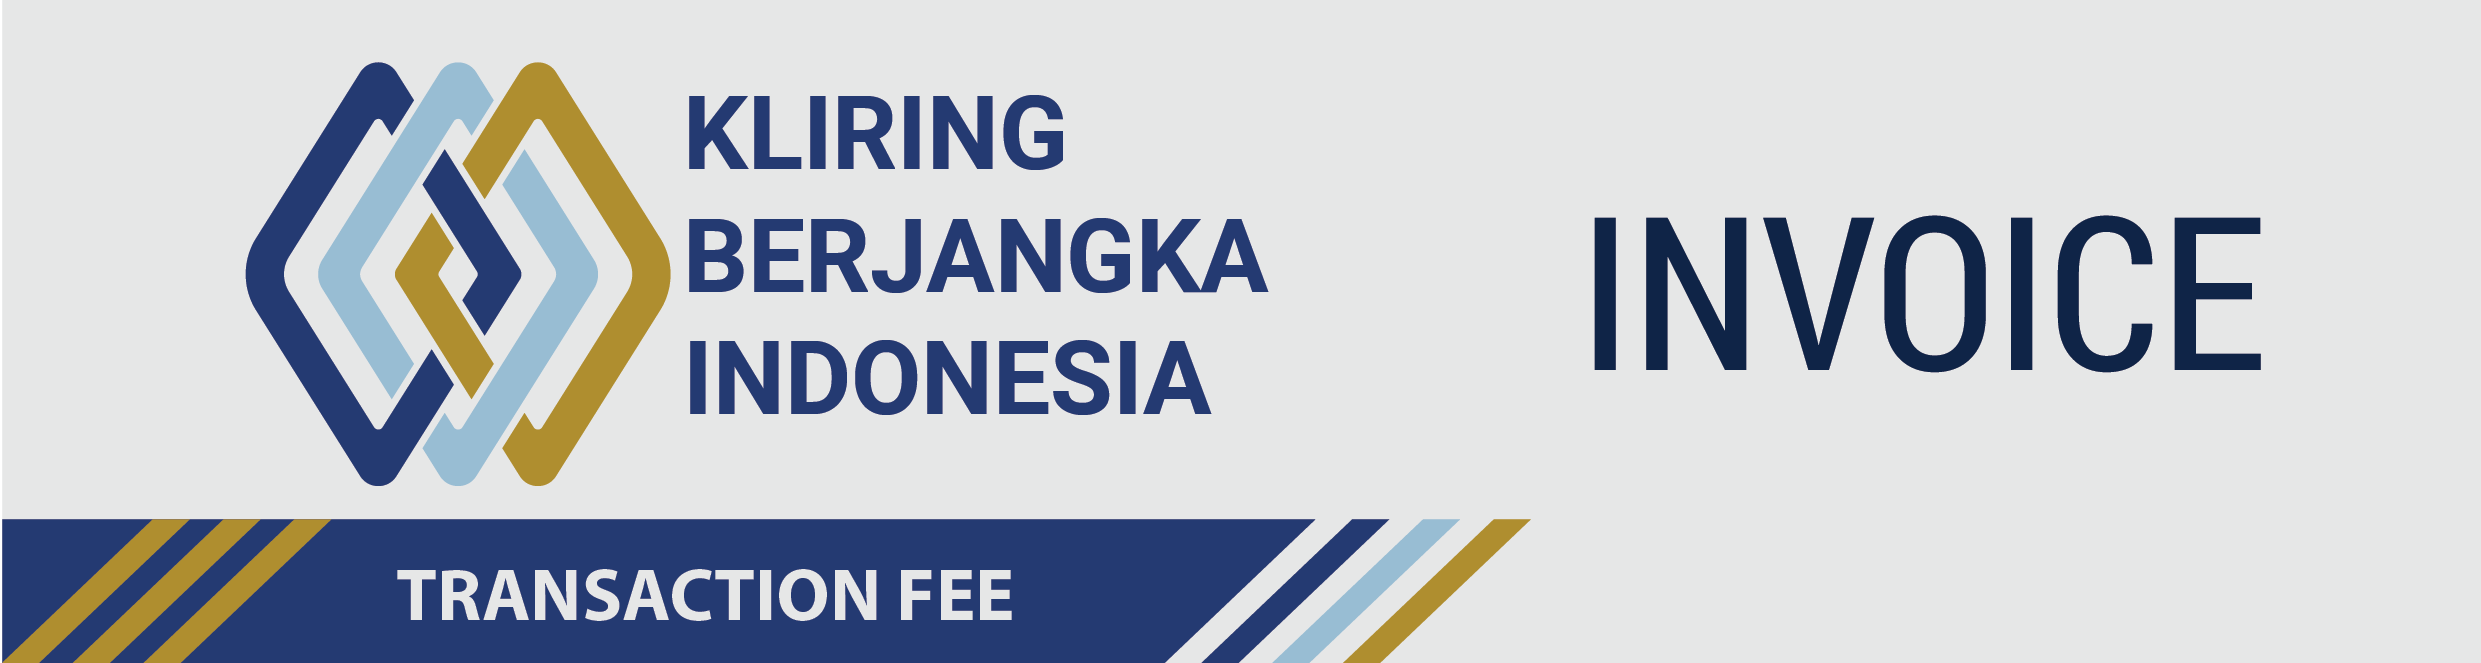 KLIRING
BERJANGKA
INDONESIA
INVOICE
TRANSACTION FEE